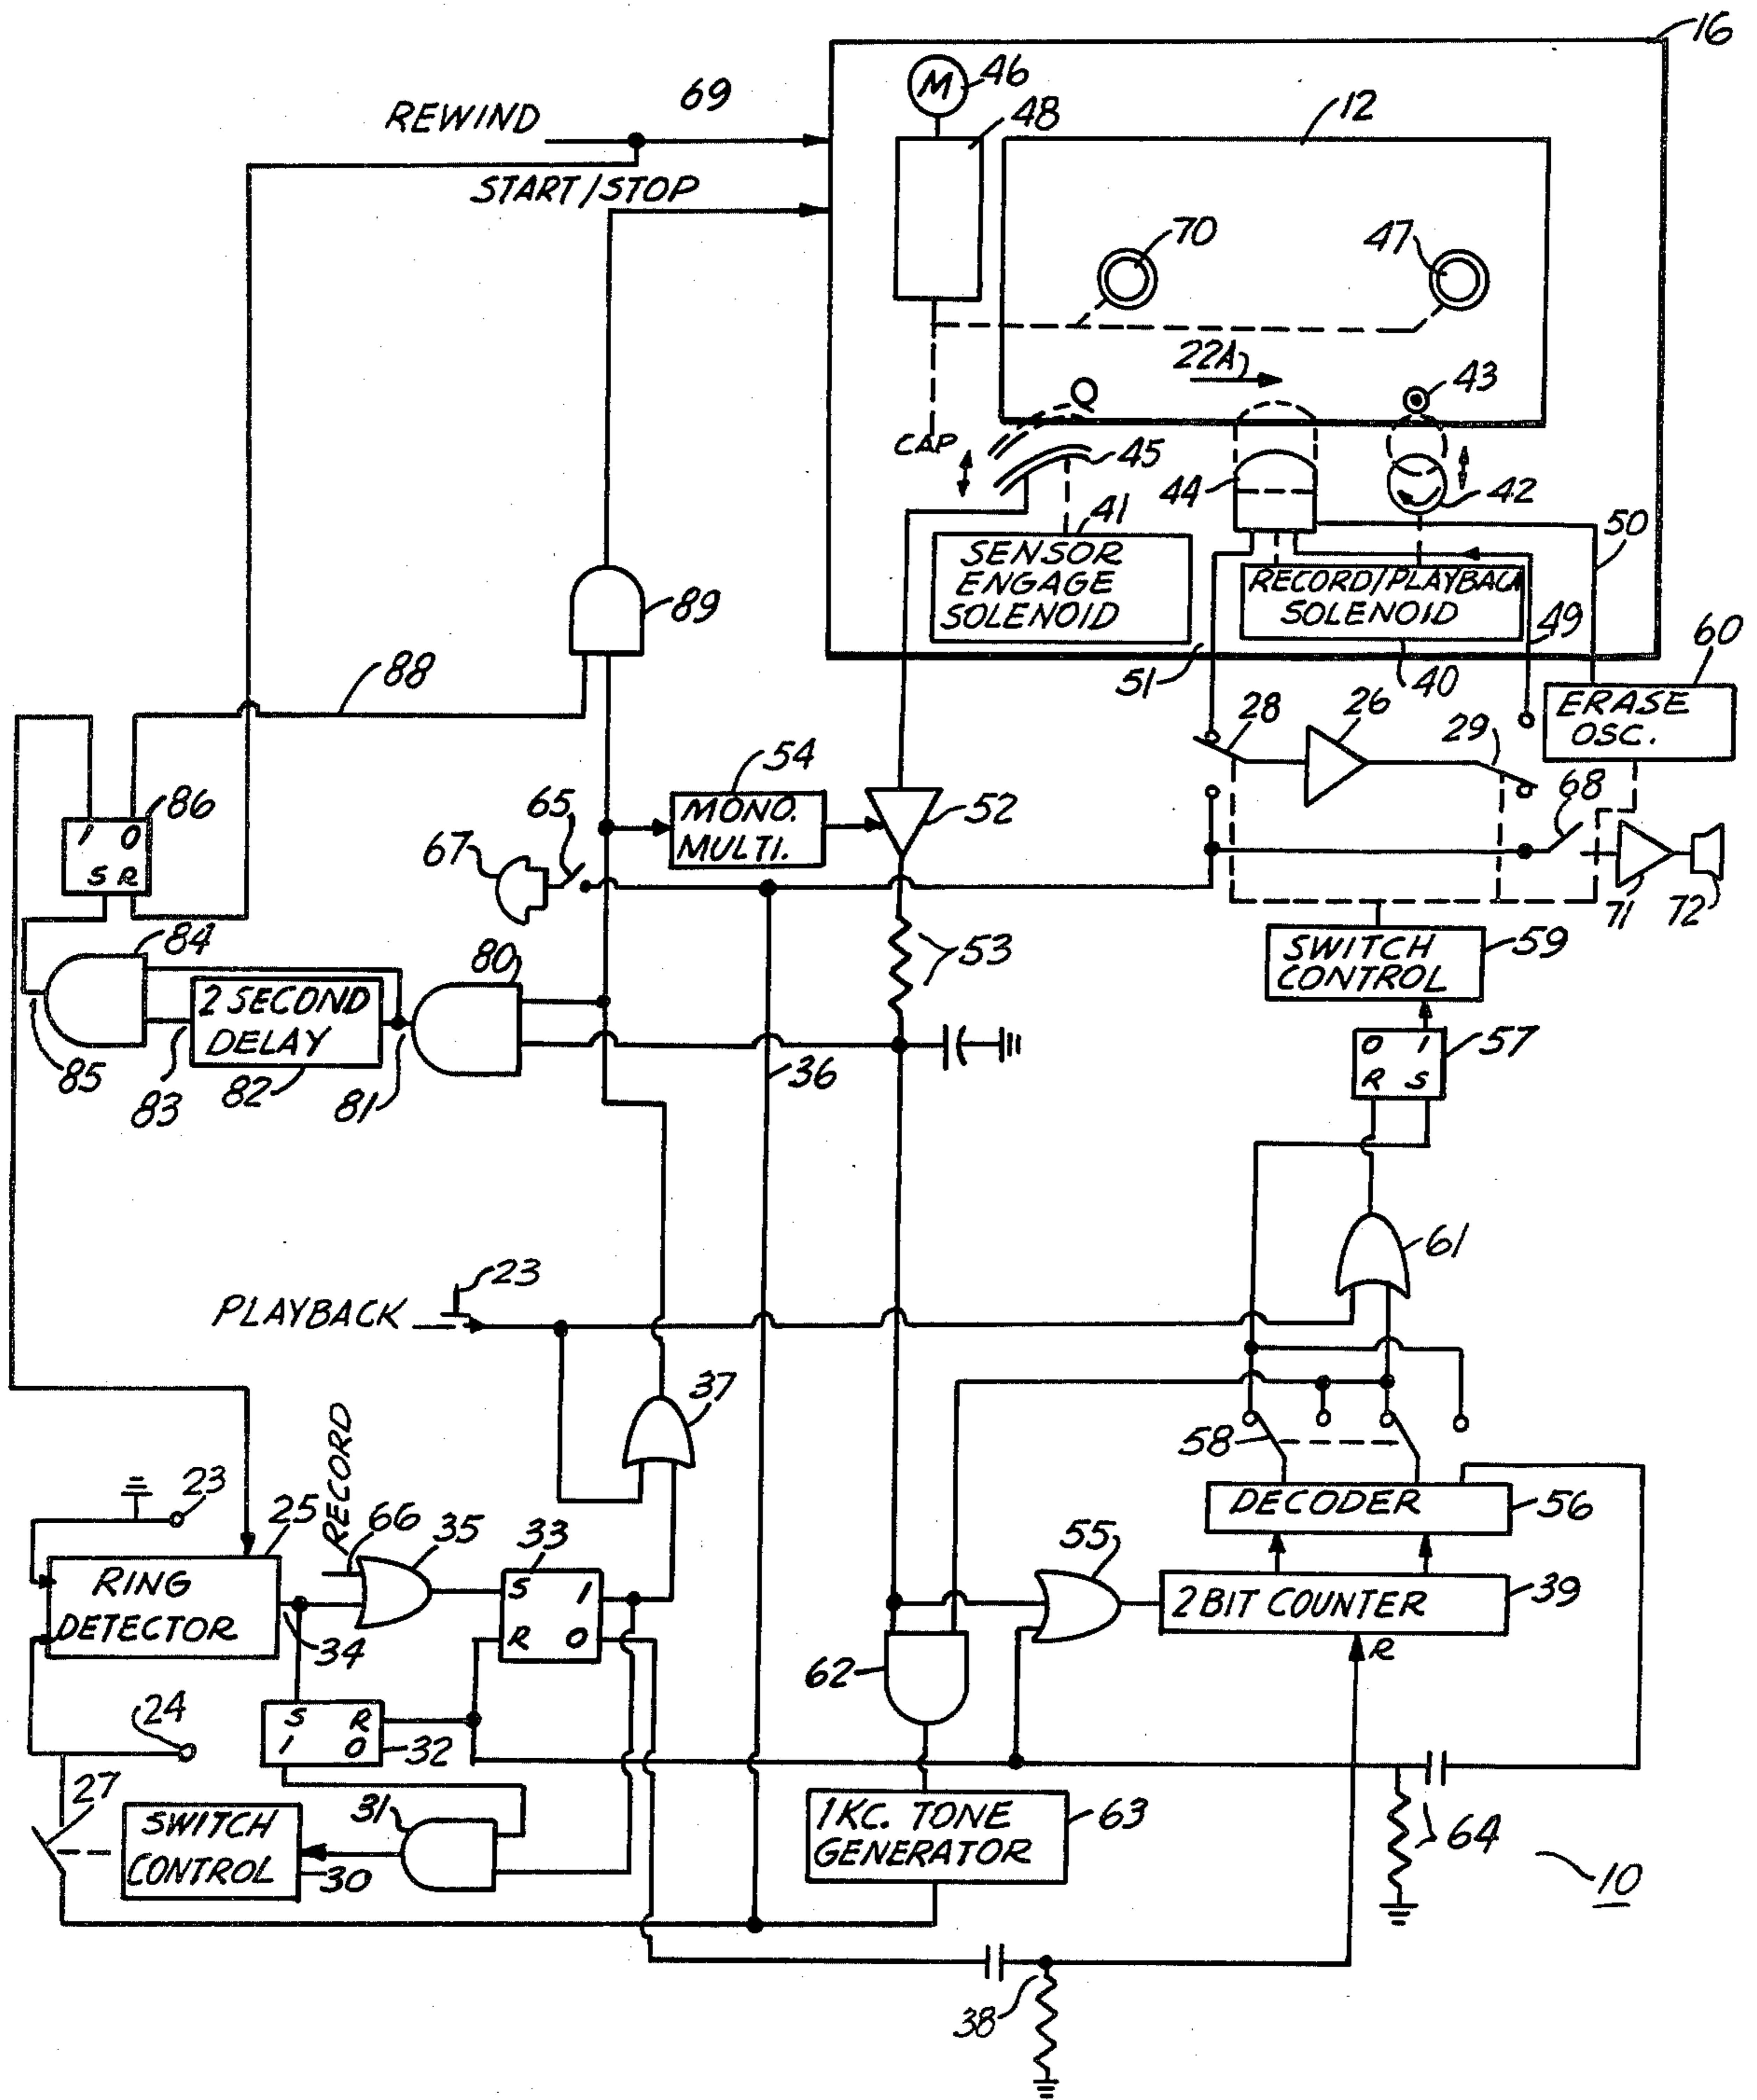 16
M
46
48
12
69
REWIND
START/STOP
70
47
22A
43
CAP
45
44
42
41
50
SENSOR
ENGAGE
SOLENOID
RECORD/PLAYBACK
SOLENOID
49
60
89
51
40
88
28
26
29
ERASE
OSC.
54
68
86
1 0
S R
65
MONO.
MULTI.
52
67
71
72
84
80
53
SWITCH
CONTROL
59
2 SECOND
DELAY
0 1
R S
57
85
83
82
81
36
61
23
PLAYBACK
37
58
RECORD
23
25
66
35
33
55
DECODER
56
RING
DETECTOR
S 1
R 0
2 BIT COUNTER
39
R
34
62
24
S R
1 0
32
27
31
SWITCH
CONTROL
30
1KC. TONE
GENERATOR
63
64
10
38